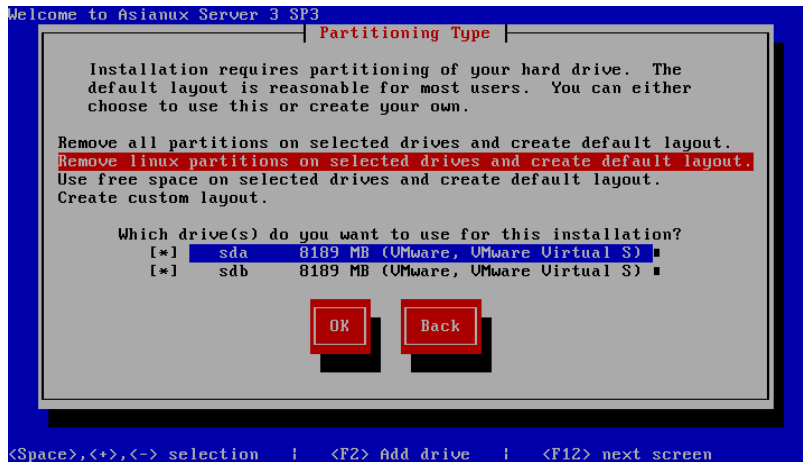 Welcome to Asianux Server 3 SP3
Partitioning Type
Installation requires partitioning of your hard drive. The
default layout is reasonable for most users. You can either
choose to use this or create your own.
Remove all partitions on selected drives and create default layout.
Remove linux partitions on selected drives and create default layout.
Use free space on selected drives and create default layout.
Create custom layout.
Which drive(s) do you want to use for this installation?
[*] sda 8189 MB (VMware, VMware Virtual S)
[*] sdb 8189 MB (VMware, VMware Virtual S)
OK Back
<Space>,<+>,<-> selection | <F2> Add drive | <F12> next screen